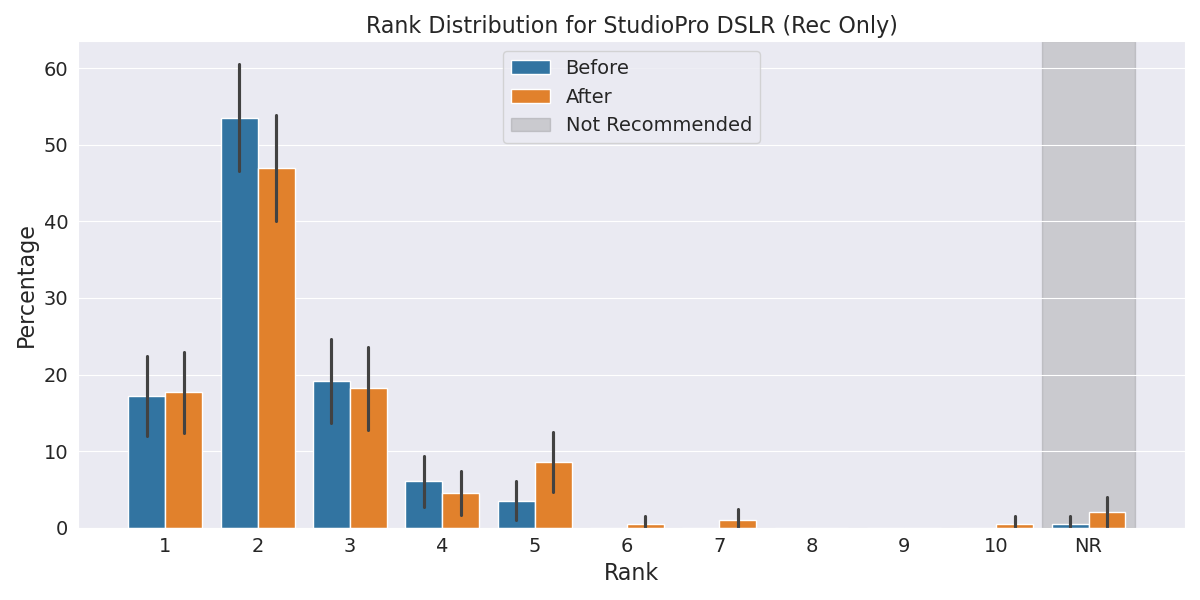 Rank Distribution for StudioPro DSLR (Rec Only)
Before
After
Not Recommended
Percentage
60
50
40
30
20
10
0
1 2 3 4 5 6 7 8 9 10 NR
Rank